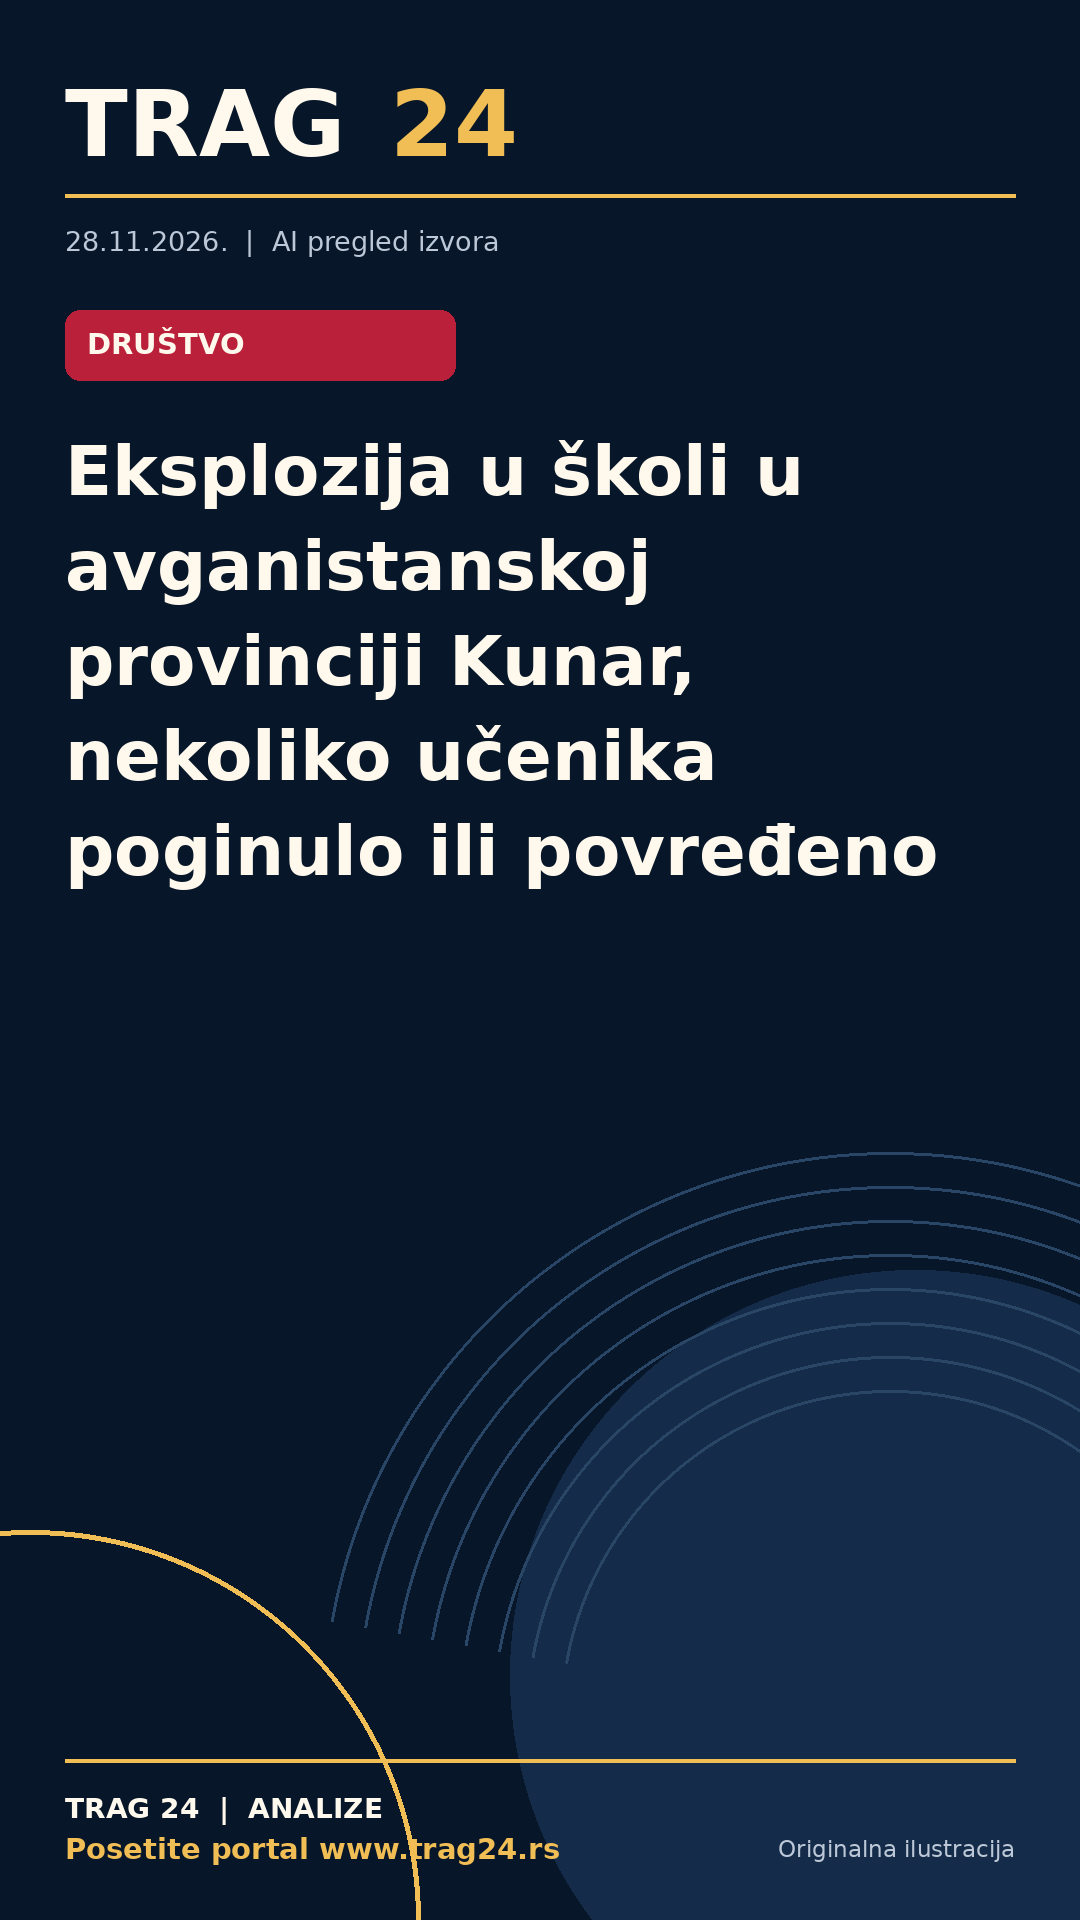 TRAG 24
28.11.2026. | AI pregled izvora
DRUŠTVO
Eksplozija u školi u
avganistanskoj
provinciji Kunar,
nekoliko učenika
poginulo ili povređeno
TRAG 24 | ANALIZE
Posetite portal www.trag24.rs
Originalna ilustracija